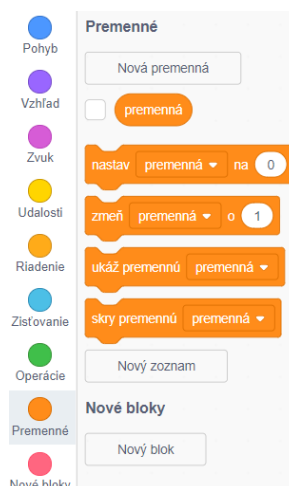 Pohyb
Vzhľad
Zvuk
Udalosti
Riadenie
Zisťovanie
Operácie
Premenné
Nové bloky
Premenné
Nová premenná
premenná
nastav premenná na 0
zmeň premenná o 1
ukáž premennú premenná
skry premennú premenná
Nový zoznam
Nové bloky
Nový blok